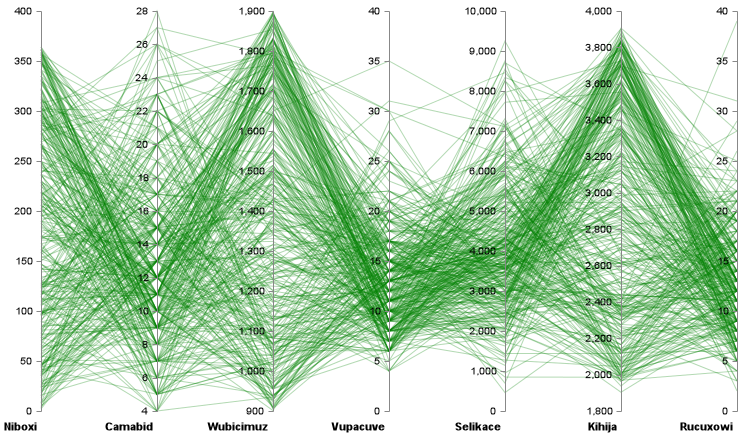 400 28 1,900 40 10,000 4,000 40
350 26 1,800 35 9,000 3,800 35
300 24 1,700 30 8,000 3,600 30
250 22 1,600 25 7,000 3,400 25
200 20 1,500 20 6,000 3,200 20
150 18 1,400 15 5,000 3,000 15
100 16 1,300 10 4,000 2,800 10
50 14 1,200 5 3,000 2,600 5
0 12 1,100 0 2,000 2,400 0
10 1,000 1,000 2,200
8 900 0 2,000
6 1,800
4
Niboxi Camabid Wubicimuz Vupacuve Selikace Kihija Rucuxowi